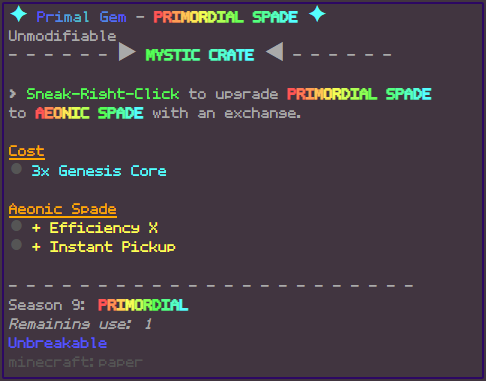 ✦ Primal Gem - PRIMORDIAL SPADE ✦
Unmodifiable
- - - - - - ▶ MYSTIC CRATE ◀ - - - - - -
> Sneak-Right-Click to upgrade PRIMORDIAL SPADE
to AEONIC SPADE with an exchange.
Cost
● 3x Genesis Core
Aeonic Spade
● + Efficiency X
● + Instant Pickup
- - - - - - - - - - - - - - - - - - - - - - -
Season 9: PRIMORDIAL
Remaining use: 1
Unbreakable
minecraft:paper